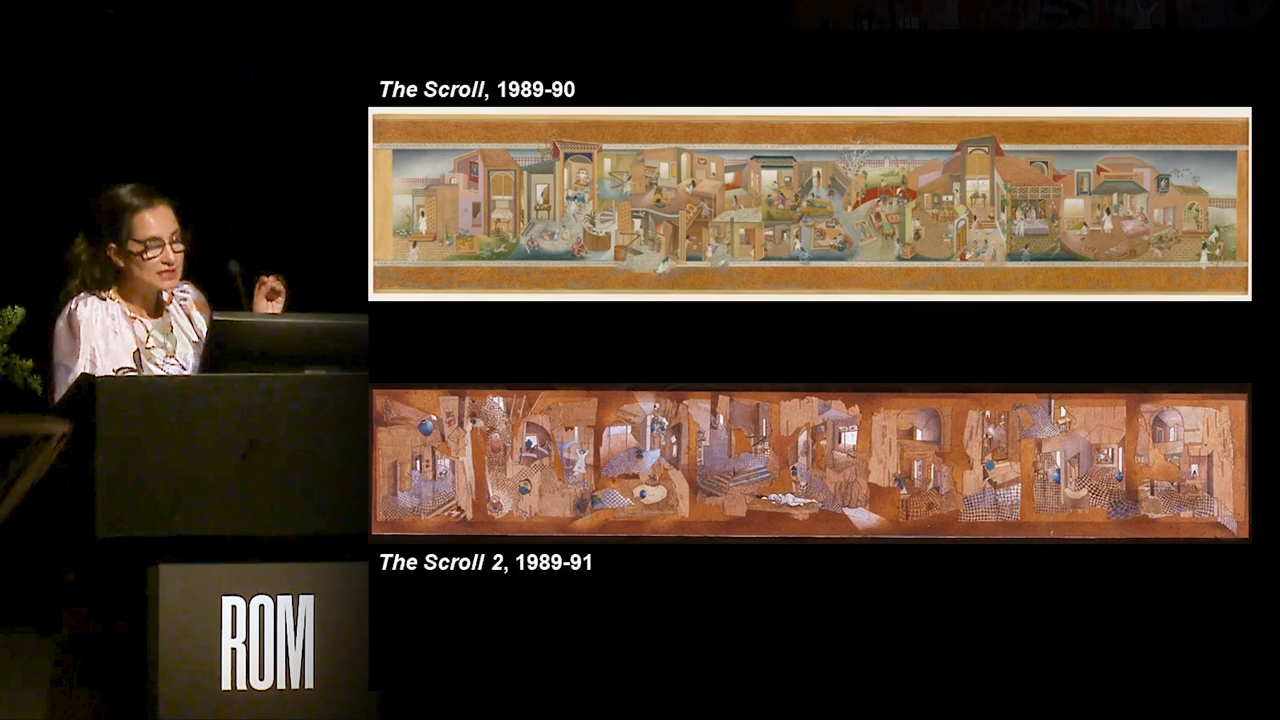 The Scroll, 1989-90
The Scroll 2, 1989-91
ROM